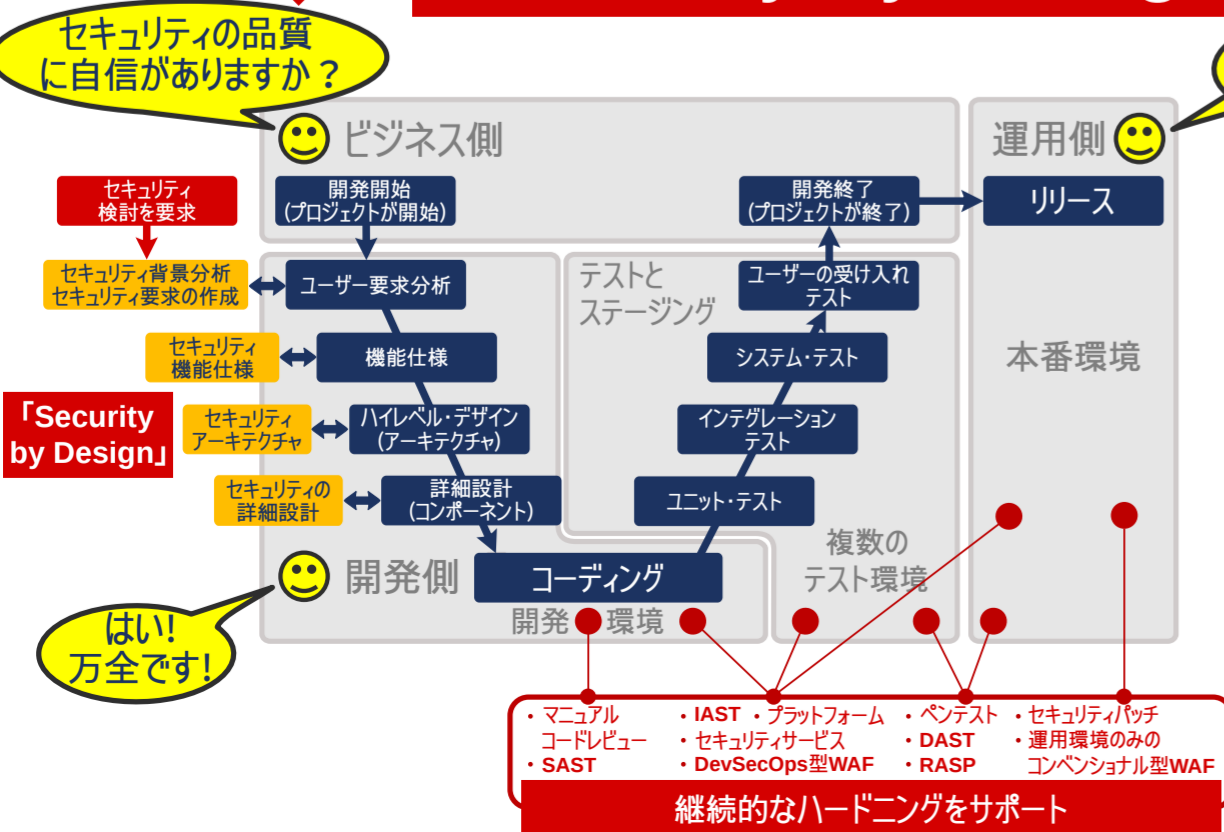 セキュリティの品質
に自信がありますか？
ビジネス側
運用側
セキュリティ
検討を要求
開発開始
(プロジェクトが開始)
開発終了
(プロジェクトが終了)
リリース
セキュリティ背景分析
セキュリティ要求の作成
ユーザー要求分析
テストと
ステージング
ユーザーの受け入れ
テスト
セキュリティ
機能仕様
機能仕様
システム・テスト
本番環境
「Security
by Design」
セキュリティ
アーキテクチャ
ハイレベル・デザイン
(アーキテクチャ)
インテグレーション
テスト
セキュリティの
詳細設計
詳細設計
(コンポーネント)
ユニット・テスト
複数の
テスト環境
開発側
コーディング
開発 環境
はい!
万全です!
・マニュアル
コードレビュー
・SAST
・IAST ・プラットフォーム
・セキュリティサービス
・DevSecOps型WAF
・ペンテスト
・DAST
・RASP
・セキュリティパッチ
・運用環境のみの
コンベンショナル型WAF
継続的なハードニングをサポート